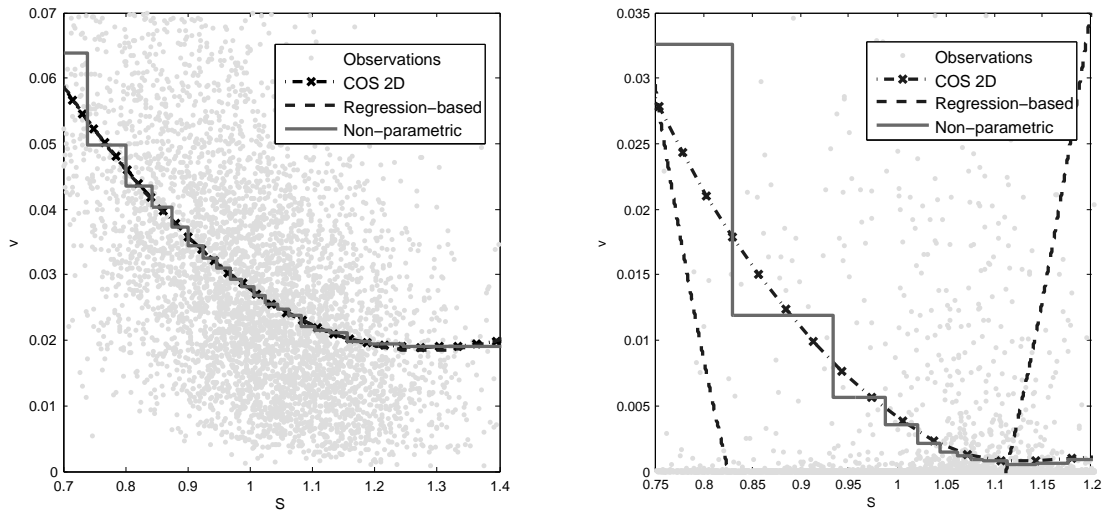 0.07
0.06
0.05
0.04
0.03
0.02
0.01
0
v
0.7
0.8
0.9
1
1.1
1.2
1.3
1.4
S
Observations
COS 2D
Regression−based
Non−parametric
0.035
0.03
0.025
0.02
0.015
0.01
0.005
0
v
0.75
0.8
0.85
0.9
0.95
1
1.05
1.1
1.15
1.2
S
Observations
COS 2D
Regression−based
Non−parametric